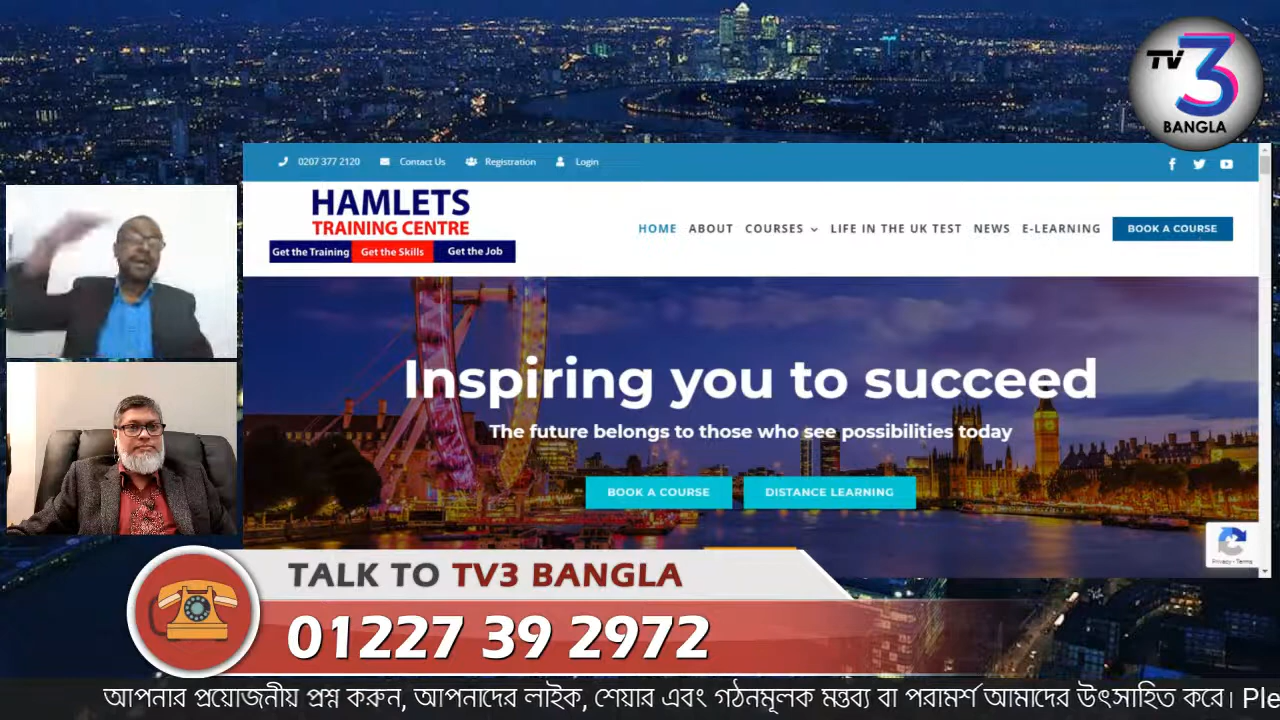 TV3
BANGLA
0207 377 2120 Contact Us Registration Login
HAMLETS
TRAINING CENTRE
Get the Training Get the Skills Get the Job
HOME ABOUT COURSES LIFE IN THE UK TEST NEWS E-LEARNING BOOK A COURSE
Inspiring you to succeed
The future belongs to those who see possibilities today
BOOK A COURSE DISTANCE LEARNING
Privacy - Terms
TALK TO TV3 BANGLA
01227 39 2972
আপনার প্রয়োজনীয় প্রশ্ন করুন, আপনাদের লাইক, শেয়ার এবং গঠনমূলক মন্তব্য বা পরামর্শ আমাদের উৎসাহিত করে। Ple